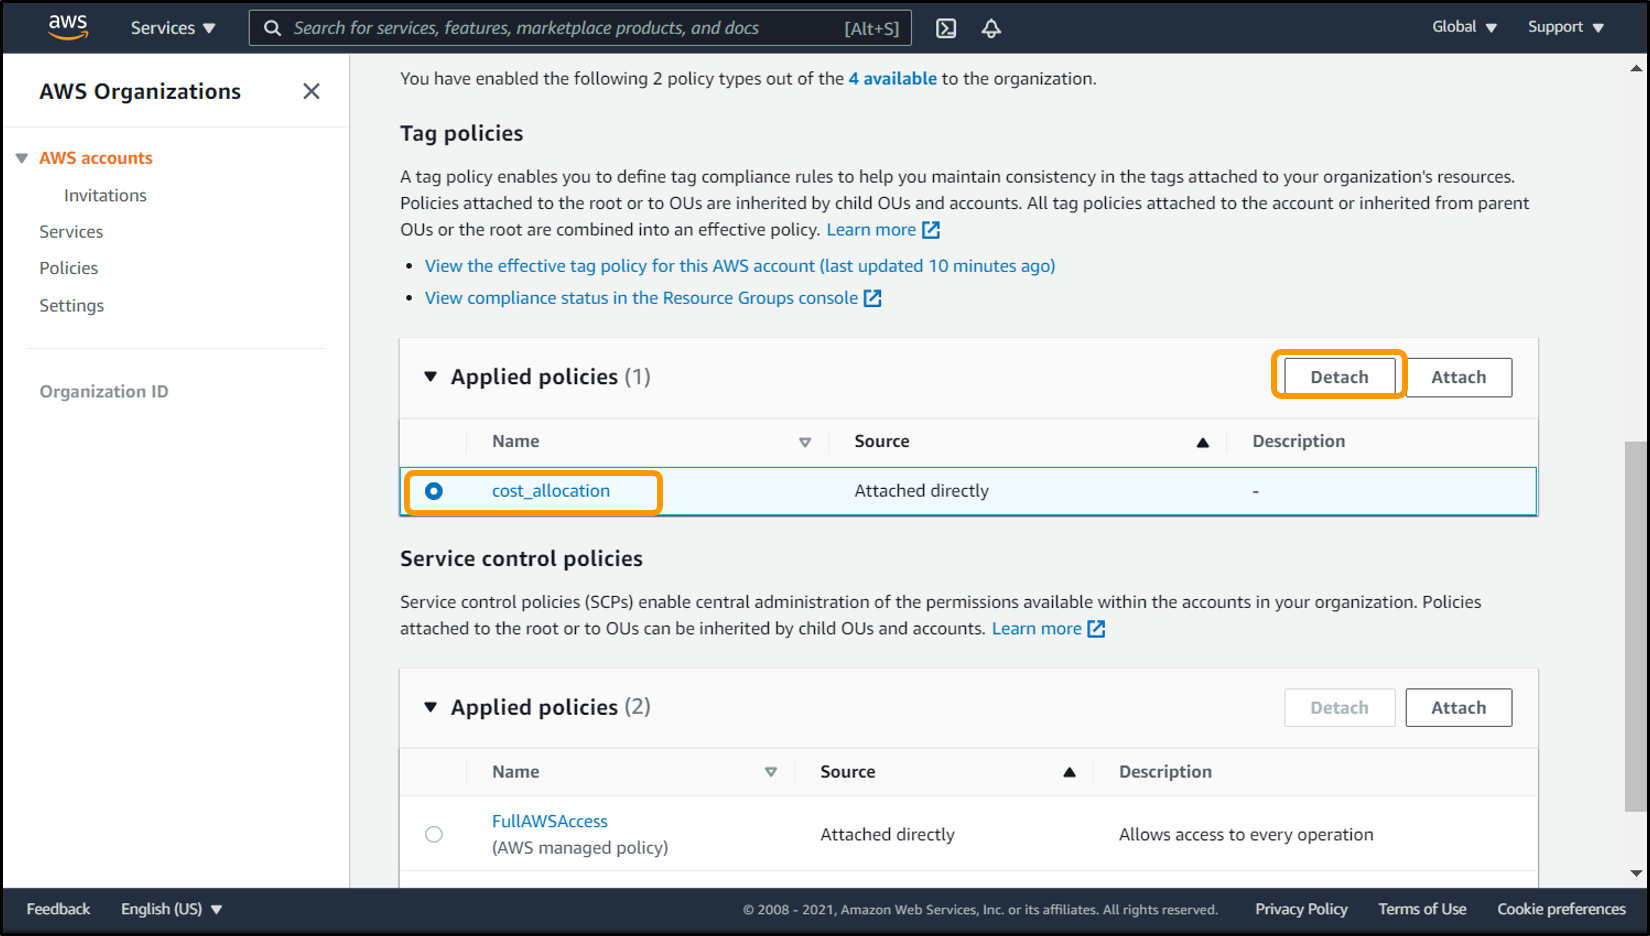 aws
Services
Search for services, features, marketplace products, and docs
[Alt+S]
Global
Support
AWS Organizations
AWS accounts
Invitations
Services
Policies
Settings
Organization ID
You have enabled the following 2 policy types out of the 4 available to the organization.
Tag policies
A tag policy enables you to define tag compliance rules to help you maintain consistency in the tags attached to your organization's resources.
Policies attached to the root or to OUs are inherited by child OUs and accounts. All tag policies attached to the account or inherited from parent
OUs or the root are combined into an effective policy. Learn more
• View the effective tag policy for this AWS account (last updated 10 minutes ago)
• View compliance status in the Resource Groups console
Applied policies (1)
Detach
Attach
Name
Source
Description
cost_allocation
Attached directly
-
Service control policies
Service control policies (SCPs) enable central administration of the permissions available within the accounts in your organization. Policies
attached to the root or to OUs can be inherited by child OUs and accounts. Learn more
Applied policies (2)
Detach
Attach
Name
Source
Description
FullAWSAccess
(AWS managed policy)
Attached directly
Allows access to every operation
Feedback
English (US)
© 2008 - 2021, Amazon Web Services, Inc. or its affiliates. All rights reserved.
Privacy Policy
Terms of Use
Cookie preferences